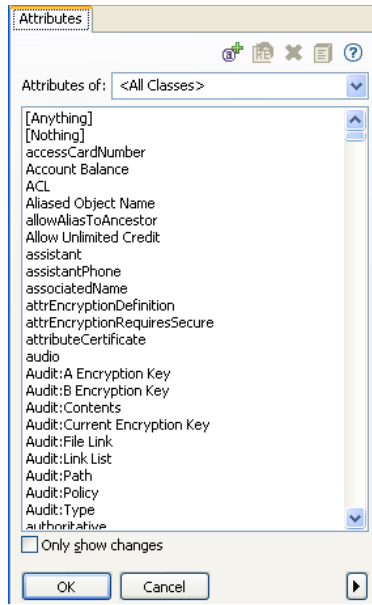 Attributes
Attributes of: <All Classes>
[Anything]
[Nothing]
accessCardNumber
Account Balance
ACL
Aliased Object Name
allowAliasToAncestor
Allow Unlimited Credit
assistant
assistantPhone
associatedName
attrEncryptionDefinition
attrEncryptionRequiresSecure
attributeCertificate
audio
Audit:A Encryption Key
Audit:B Encryption Key
Audit:Contents
Audit:Current Encryption Key
Audit:File Link
Audit:Link List
Audit:Path
Audit:Policy
Audit:Type
authoritative
Only show changes
OK Cancel